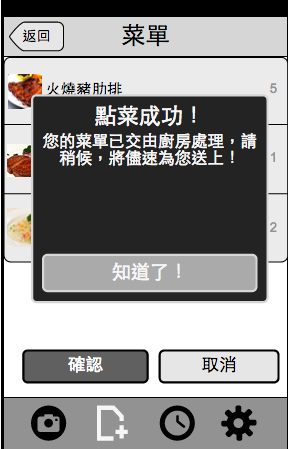 返回
菜單
火燒豬肋排
5
點菜成功！
您的菜單已交由廚房處理，請
稍候，將儘速為您送上！
1
2
知道了！
確認
取消